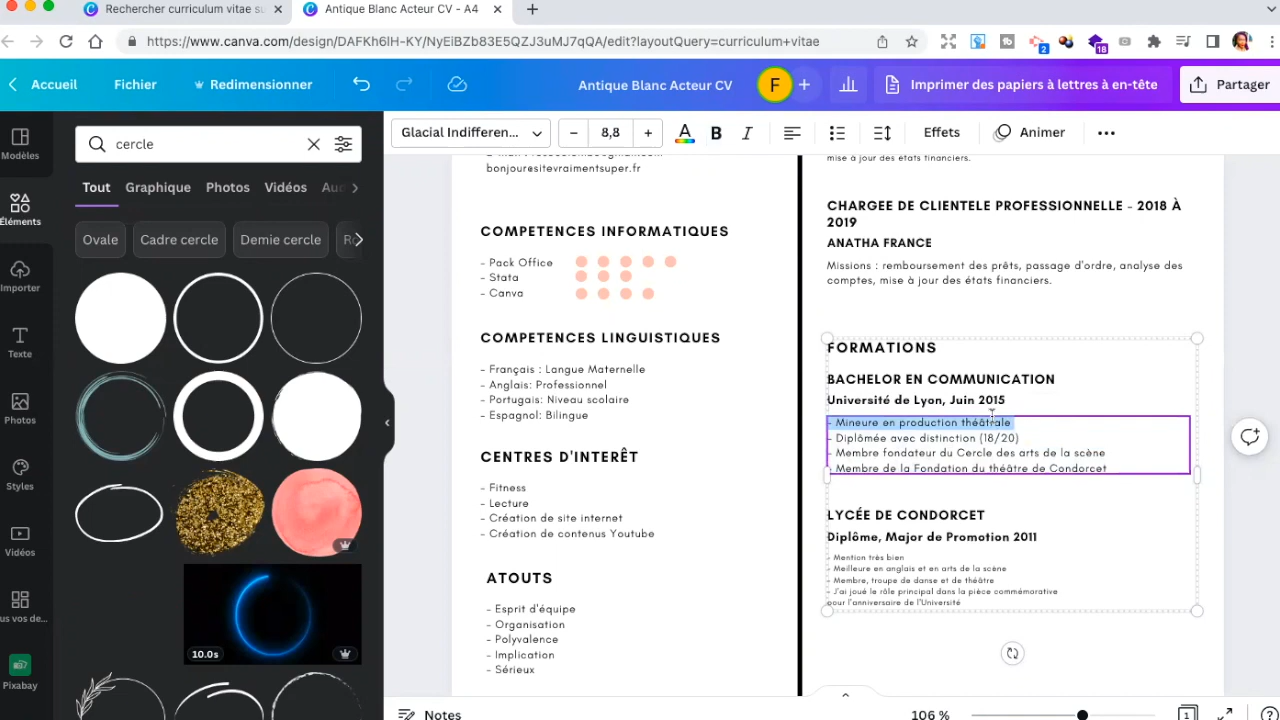 Rechercher curriculum vitae su
Antique Blanc Acteur CV - A4
https://www.canva.com/design/DAFKh6lH-KY/NyEiBZb83E5QZJ3uMJ7qQA/edit?layoutQuery=curriculum+vitae
2
18
Accueil
Fichier
Redimensionner
Antique Blanc Acteur CV
F
Imprimer des papiers à lettres à en-tête
Partager
cercle
Glacial Indifferen...
8,8
A
B
I
Effets
Animer
Modèles
Éléments
Importer
Texte
Photos
Styles
Vidéos
us vos de...
Pixabay
Tout
Graphique
Photos
Vidéos
Aud
Ovale
Cadre cercle
Demie cercle
10.0s
bonjouresitevraimentsuper.fr
COMPETENCES INFORMATIQUES
- Pack Office
- Stata
- Canva
COMPETENCES LINGUISTIQUES
- Français : Langue Maternelle
- Anglais: Professionnel
- Portugais: Niveau scolaire
- Espagnol: Bilingue
CENTRES D'INTERÊT
- Fitness
- Lecture
- Création de site internet
- Création de contenus Youtube
ATOUTS
- Esprit d'équipe
- Organisation
- Polyvalence
- Implication
- Sérieux
mise à jour des états financiers.
CHARGEE DE CLIENTELE PROFESSIONNELLE - 2018 À
2019
ANATHA FRANCE
Missions : remboursement des prêts, passage d'ordre, analyse des
comptes, mise à jour des états financiers.
FORMATIONS
BACHELOR EN COMMUNICATION
Université de Lyon, Juin 2015
- Mineure en production théâtrale
- Diplômée avec distinction (18/20)
- Membre fondateur du Cercle des arts de la scène
- Membre de la Fondation du théâtre de Condorcet
LYCÉE DE CONDORCET
Diplôme, Major de Promotion 2011
- Mention très bien
- Meilleure en anglais et en arts de la scène
- Membre, troupe de danse et de théâtre
- J'ai joué le rôle principal dans la pièce commémorative
pour l'anniversaire de l'Université
Notes
106 %
1